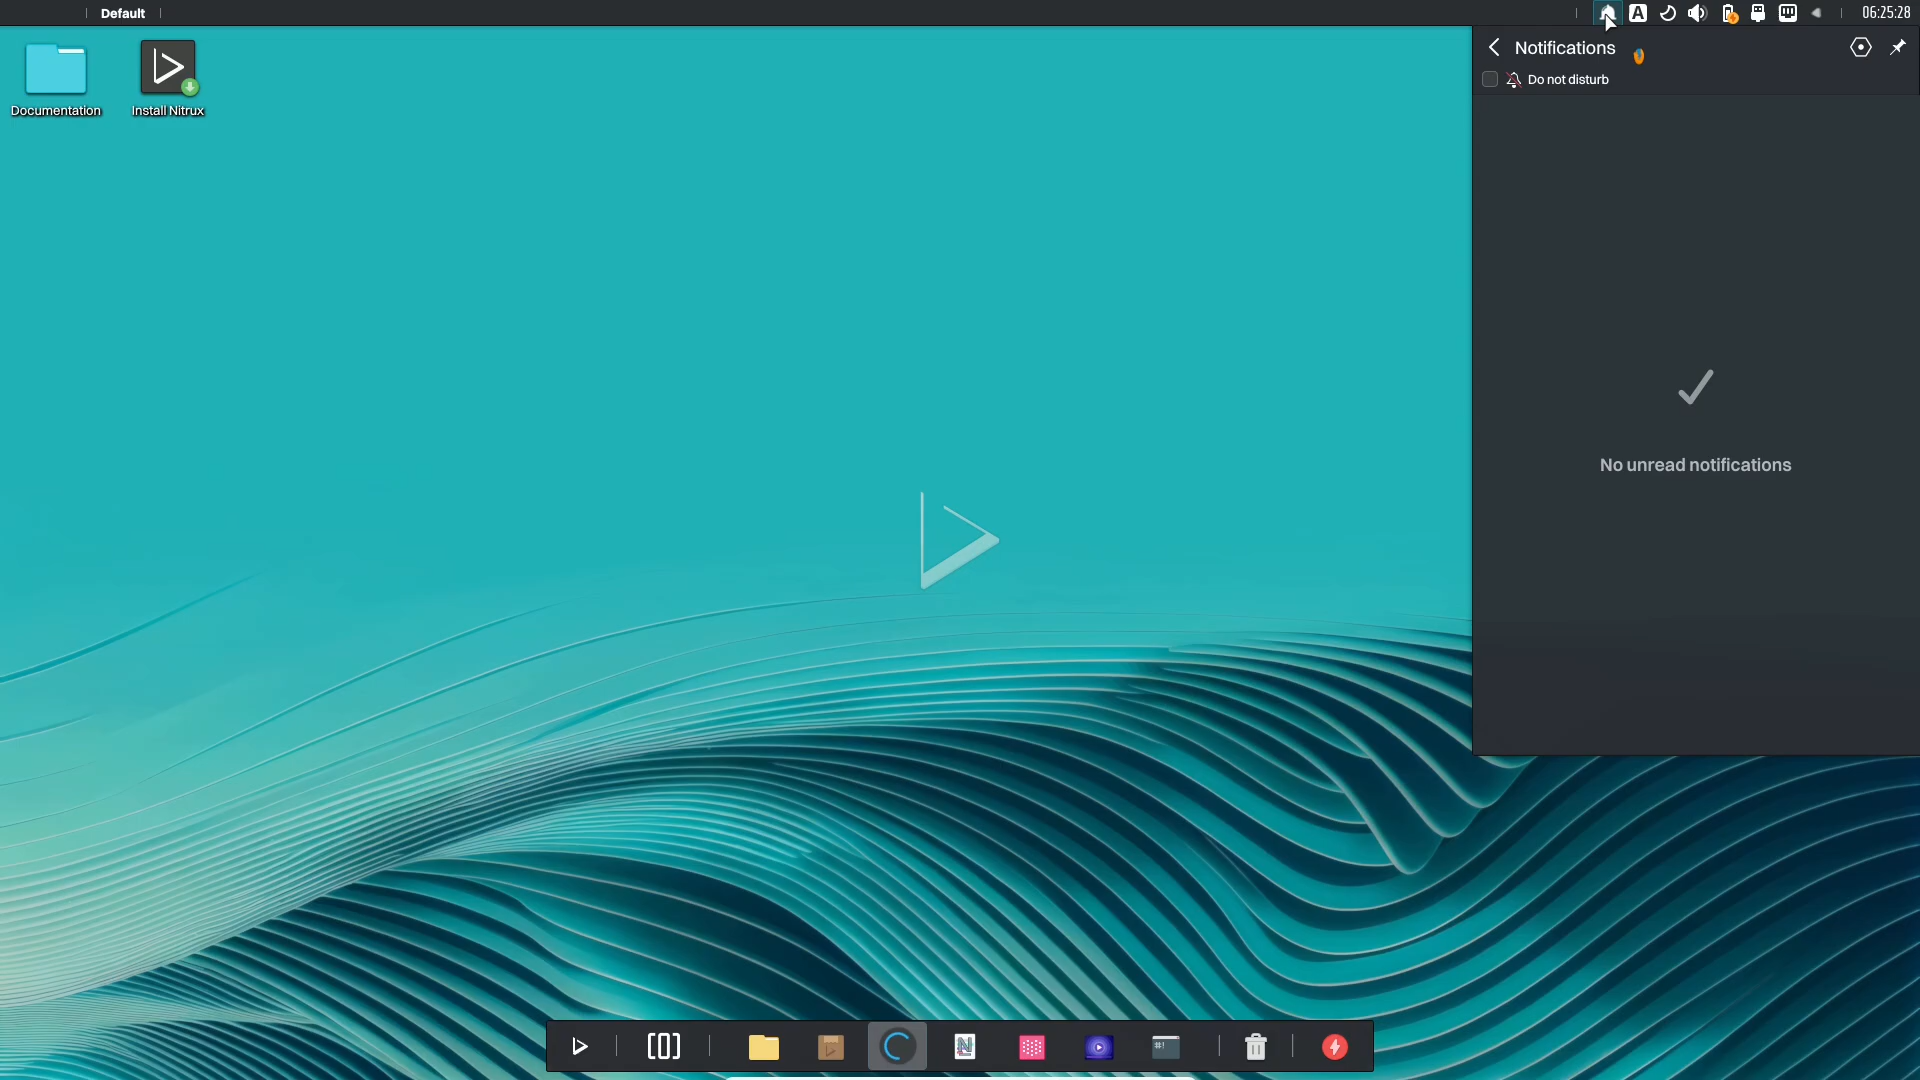 Default
A
06:25:28
Notifications
Do not disturb
Documentation
Install Nitrux
No unread notifications
N
#!